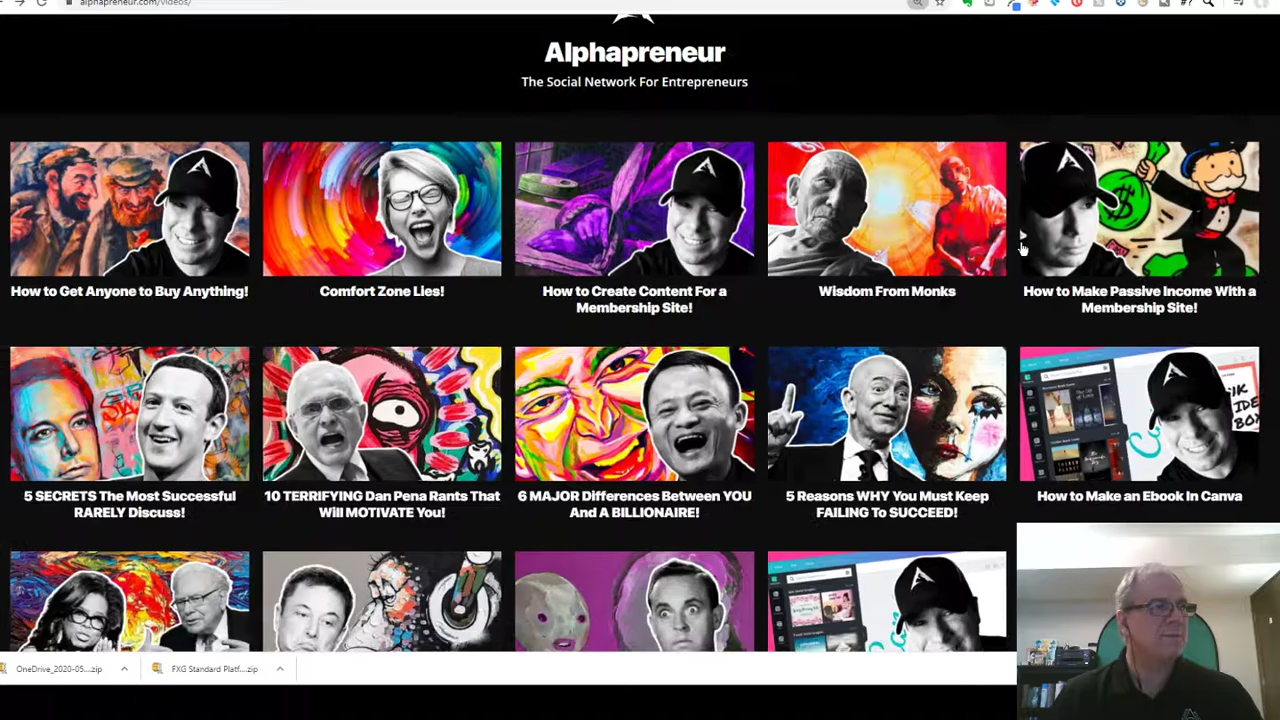 alphapreneur.com/videos/
Alphapreneur
The Social Network For Entrepreneurs
How to Get Anyone to Buy Anything!
Comfort Zone Lies!
How to Create Content For a
Membership Site!
Wisdom From Monks
How to Make Passive Income With a
Membership Site!
5 SECRETS The Most Successful
RARELY Discuss!
10 TERRIFYING Dan Pena Rants That
Will MOTIVATE You!
6 MAJOR Differences Between YOU
And A BILLIONAIRE!
5 Reasons WHY You Must Keep
FAILING To SUCCEED!
How to Make an Ebook In Canva
OneDrive_2020-05....zip
FXG Standard Platf....zip